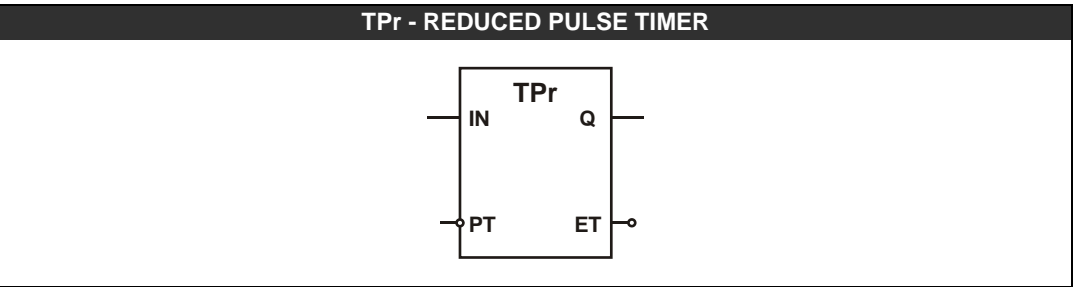 TPr - REDUCED PULSE TIMER
TPr
IN Q
PT ET